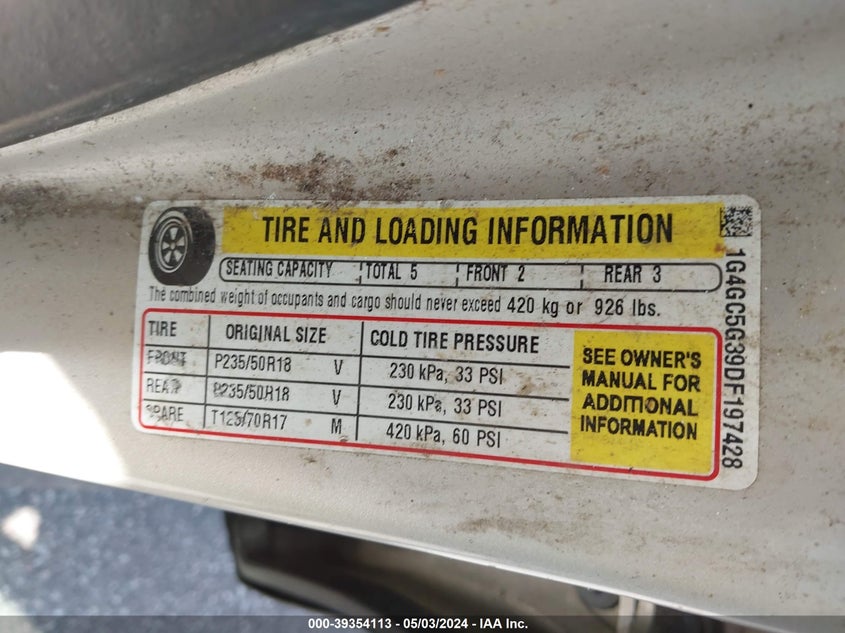 TIRE AND LOADING INFORMATION
SEATING CAPACITY TOTAL 5 FRONT 2 REAR 3
The combined weight of occupants and cargo should never exceed 420 kg or 926 lbs.
TIRE ORIGINAL SIZE COLD TIRE PRESSURE
FRONT P235/50R18 V 230 kPa, 33 PSI
REAR P235/50R18 V 230 kPa, 33 PSI
SPARE T125/70R17 M 420 kPa, 60 PSI
SEE OWNER'S
MANUAL FOR
ADDITIONAL
INFORMATION
1G4GC5G39DF197428
000-39354113 - 05/03/2024 - IAA Inc.